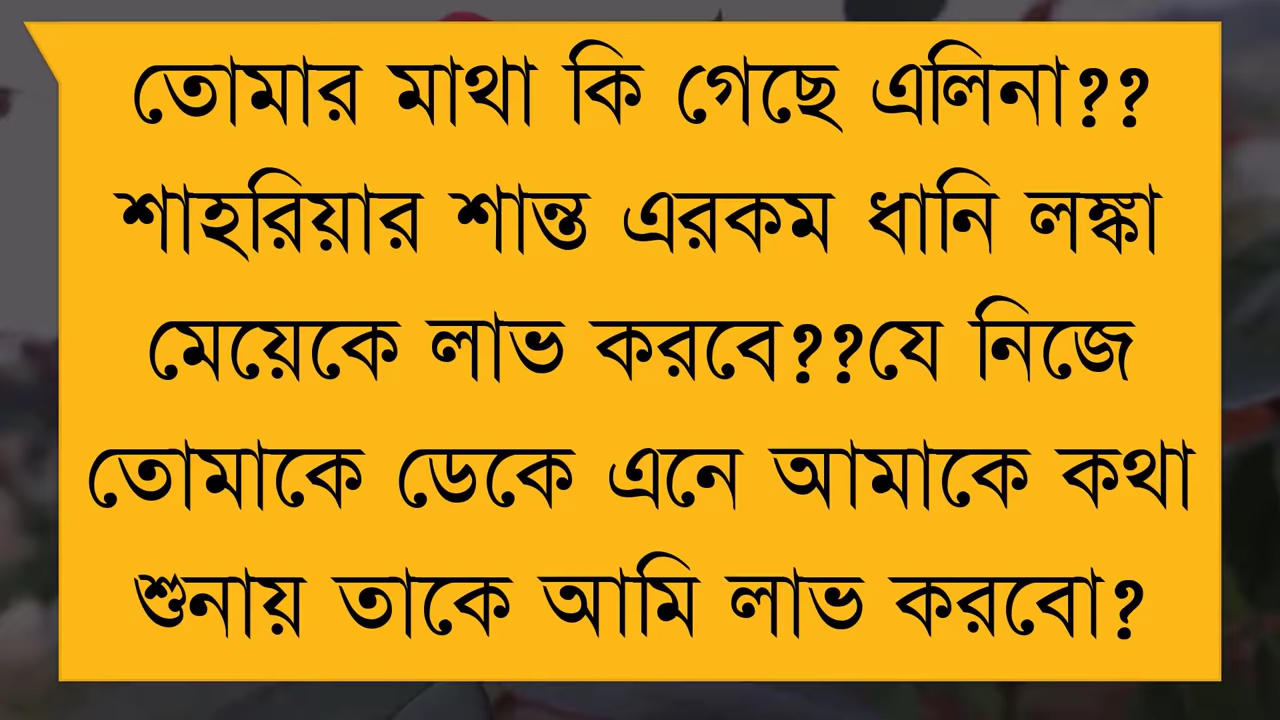 তোমার মাথা কি গেছে এলিনা??
শাহরিয়ার শান্ত এরকম ধানি লঙ্কা
মেয়েকে লাভ করবে??যে নিজে
তোমাকে ডেকে এনে আমাকে কথা
শুনায় তাকে আমি লাভ করবো?